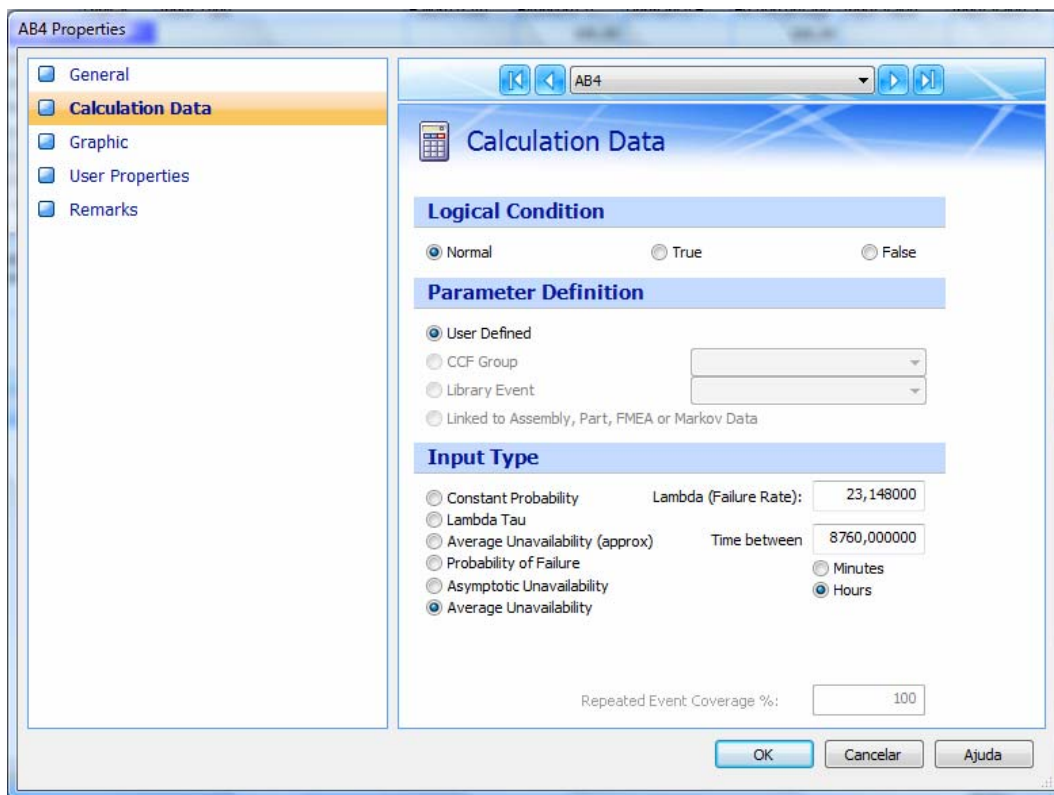 AB4 Properties
General
Calculation Data
Graphic
User Properties
Remarks
AB4
Calculation Data
Logical Condition
Normal True False
Parameter Definition
User Defined
CCF Group
Library Event
Linked to Assembly, Part, FMEA or Markov Data
Input Type
Constant Probability Lambda (Failure Rate): 23,148000
Lambda Tau
Average Unavailability (approx) Time between 8760,000000
Probability of Failure Minutes
Asymptotic Unavailability Hours
Average Unavailability
Repeated Event Coverage %: 100
OK Cancelar Ajuda